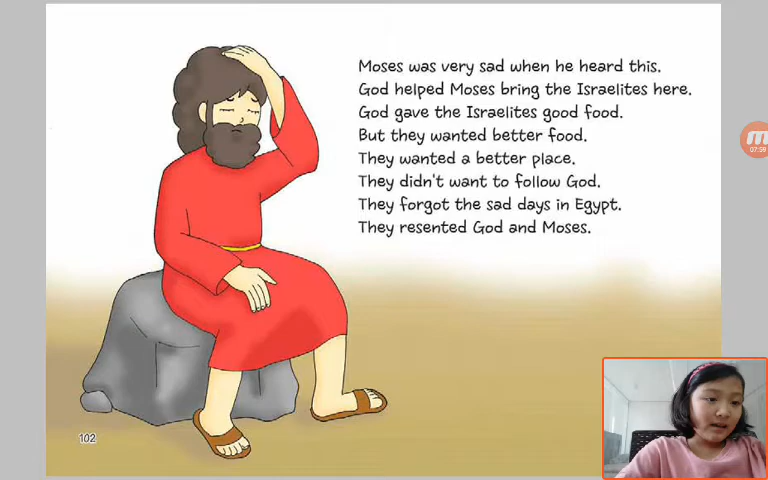 Moses was very sad when he heard this.
God helped Moses bring the Israelites here.
God gave the Israelites good food.
But they wanted better food.
They wanted a better place.
They didn't want to follow God.
They forgot the sad days in Egypt.
They resented God and Moses.
102
07:59